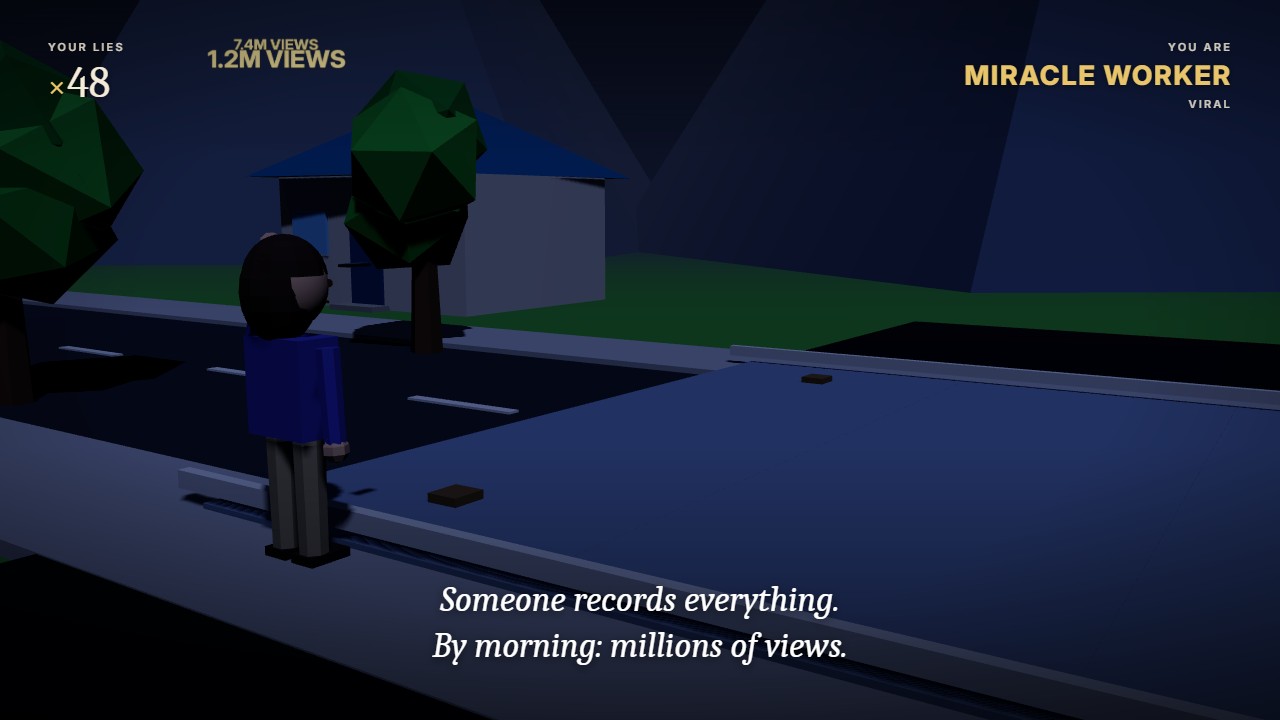 YOUR LIES
×48
7.4M VIEWS
1.2M VIEWS
YOU ARE
MIRACLE WORKER
VIRAL
Someone records everything.
By morning: millions of views.